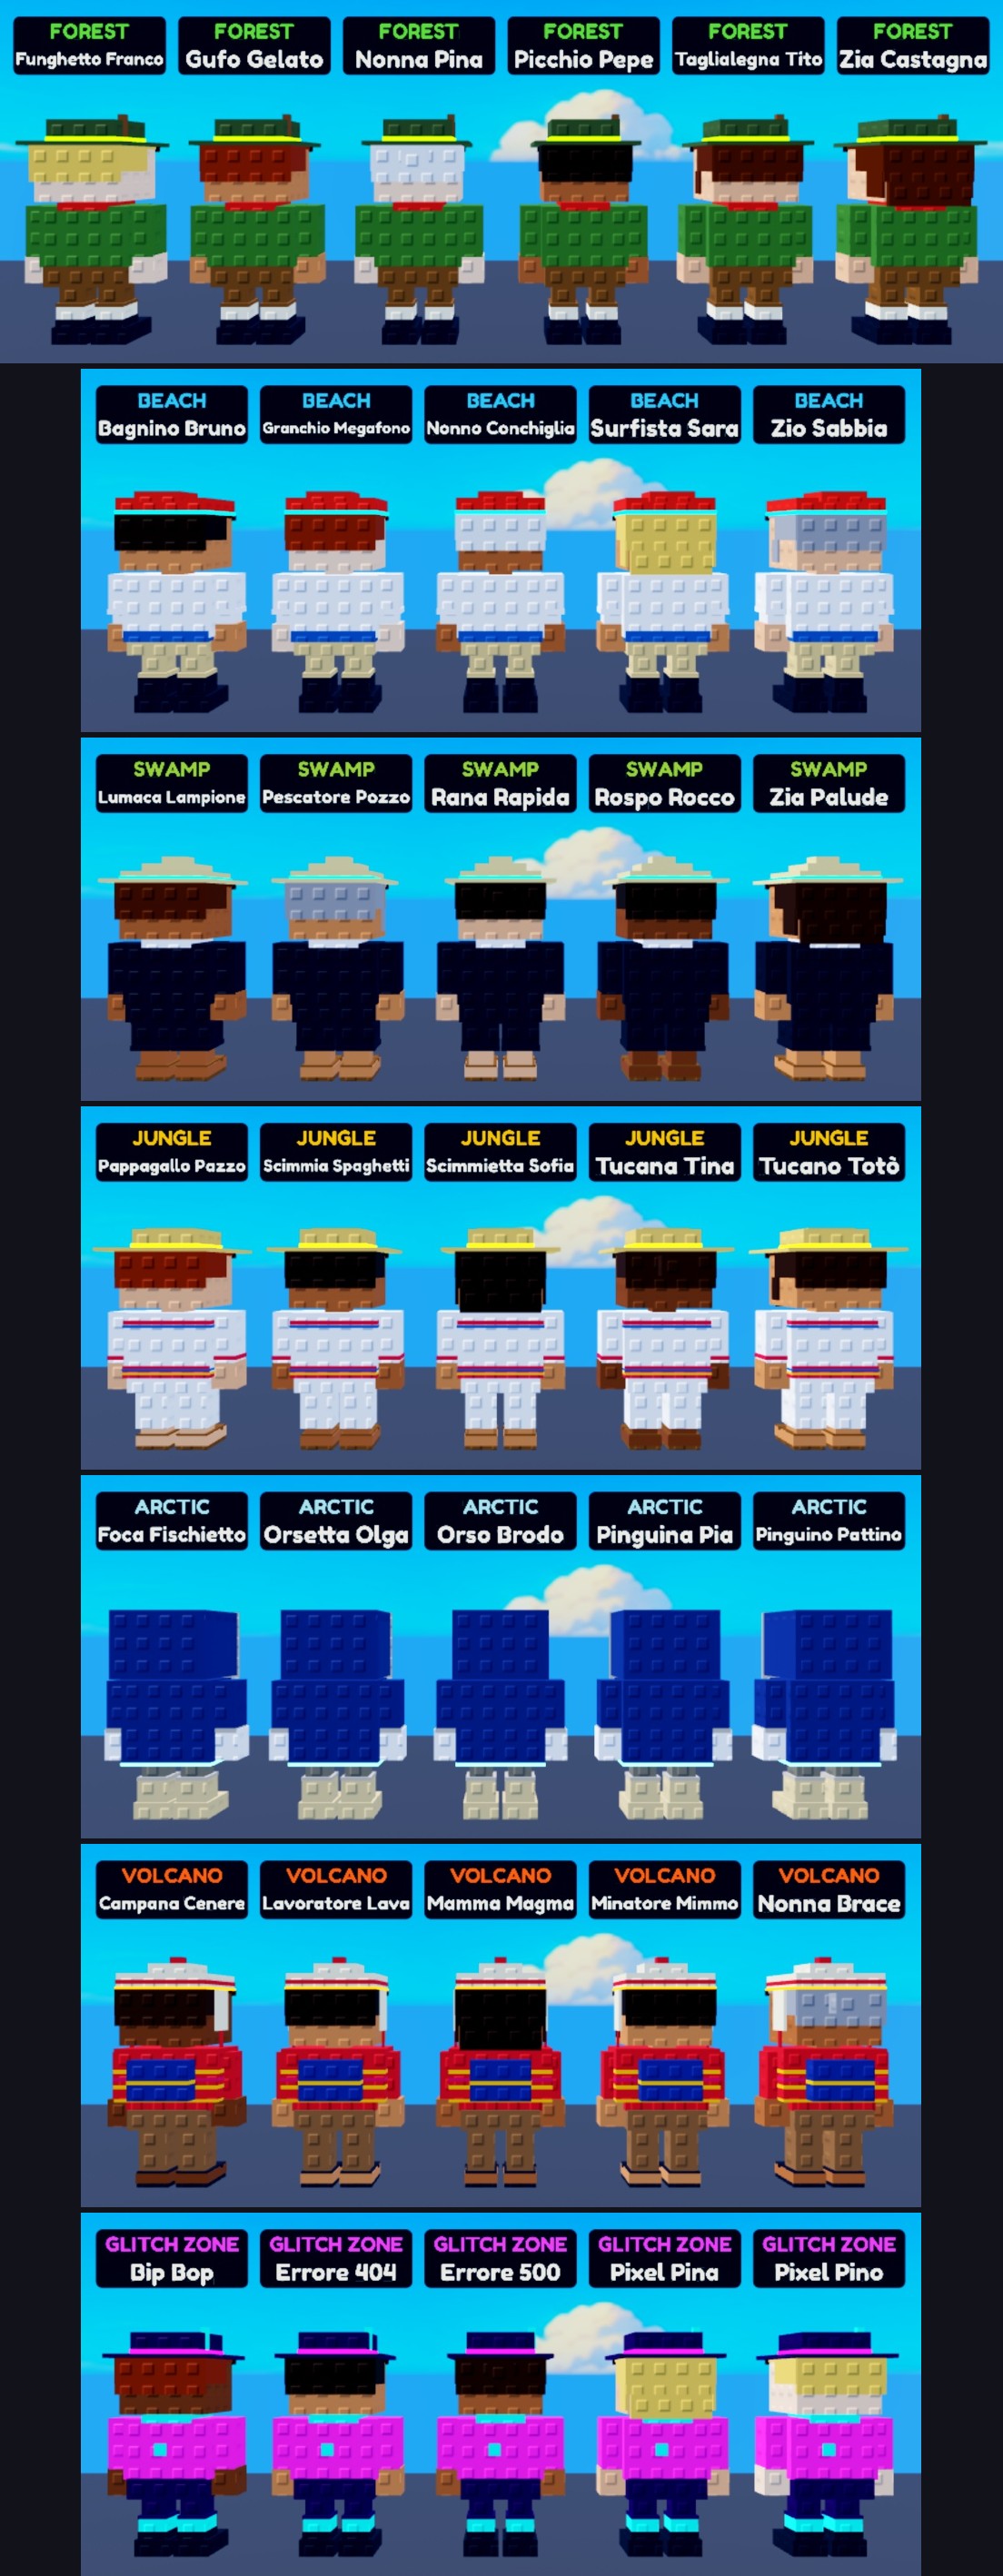 FOREST
Funghetto Franco
FOREST
Gufo Gelato
FOREST
Nonna Pina
FOREST
Picchio Pepe
FOREST
Taglialegna Tito
FOREST
Zia Castagna
BEACH
Bagnino Bruno
BEACH
Granchio Megafono
BEACH
Nonno Conchiglia
BEACH
Surfista Sara
BEACH
Zio Sabbia
SWAMP
Lumaca Lampione
SWAMP
Pescatore Pozzo
SWAMP
Rana Rapida
SWAMP
Rospo Rocco
SWAMP
Zia Palude
JUNGLE
Pappagallo Pazzo
JUNGLE
Scimmia Spaghetti
JUNGLE
Scimmietta Sofia
JUNGLE
Tucana Tina
JUNGLE
Tucano Totò
ARCTIC
Foca Fischietto
ARCTIC
Orsetta Olga
ARCTIC
Orso Brodo
ARCTIC
Pinguina Pia
ARCTIC
Pinguino Pattino
VOLCANO
Campana Cenere
VOLCANO
Lavoratore Lava
VOLCANO
Mamma Magma
VOLCANO
Minatore Mimmo
VOLCANO
Nonna Brace
GLITCH ZONE
Bip Bop
GLITCH ZONE
Errore 404
GLITCH ZONE
Errore 500
GLITCH ZONE
Pixel Pina
GLITCH ZONE
Pixel Pino